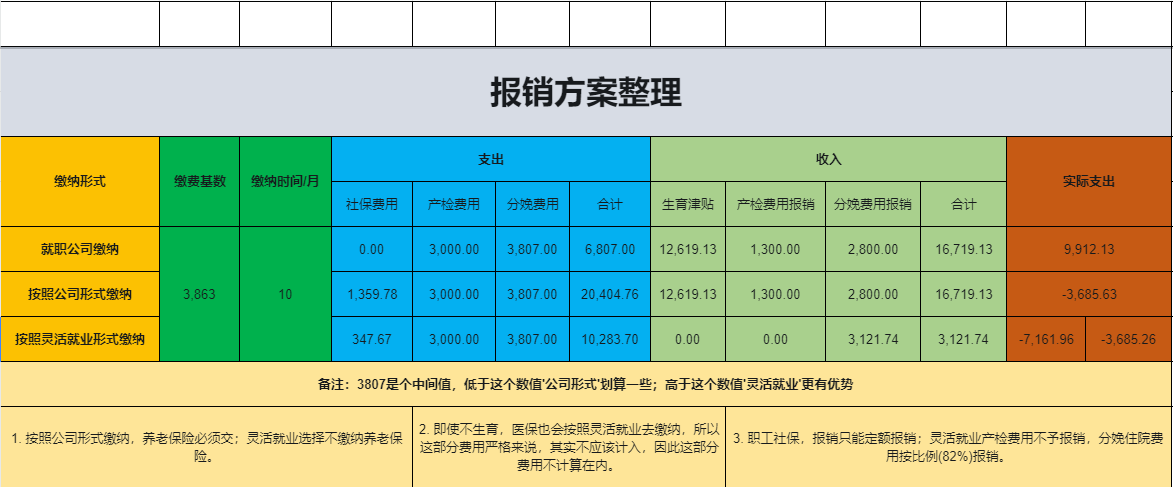 报销方案整理
缴纳形式 缴费基数 缴纳时间/月 支出 收入 实际支出
社保费用 产检费用 分娩费用 合计 生育津贴 产检费用报销 分娩费用报销 合计
就职公司缴纳 3,863 10 0.00 3,000.00 3,807.00 6,807.00 12,619.13 1,300.00 2,800.00 16,719.13 9,912.13
按照公司形式缴纳 1,359.78 3,000.00 3,807.00 20,404.76 12,619.13 1,300.00 2,800.00 16,719.13 -3,685.63
按照灵活就业形式缴纳 347.67 3,000.00 3,807.00 10,283.70 0.00 0.00 3,121.74 3,121.74 -7,161.96 -3,685.26
备注：3807是个中间值，低于这个数值'公司形式'划算一些；高于这个数值'灵活就业'更有优势
1. 按照公司形式缴纳，养老保险必须交；灵活就业选择不缴纳养老保
险。
2. 即使不生育，医保也会按照灵活就业去缴纳，所以
这部分费用严格来说，其实不应该计入，因此这部分
费用不计算在内。
3. 职工社保，报销只能定额报销；灵活就业产检费用不予报销，分娩住院费
用按比例(82%)报销。